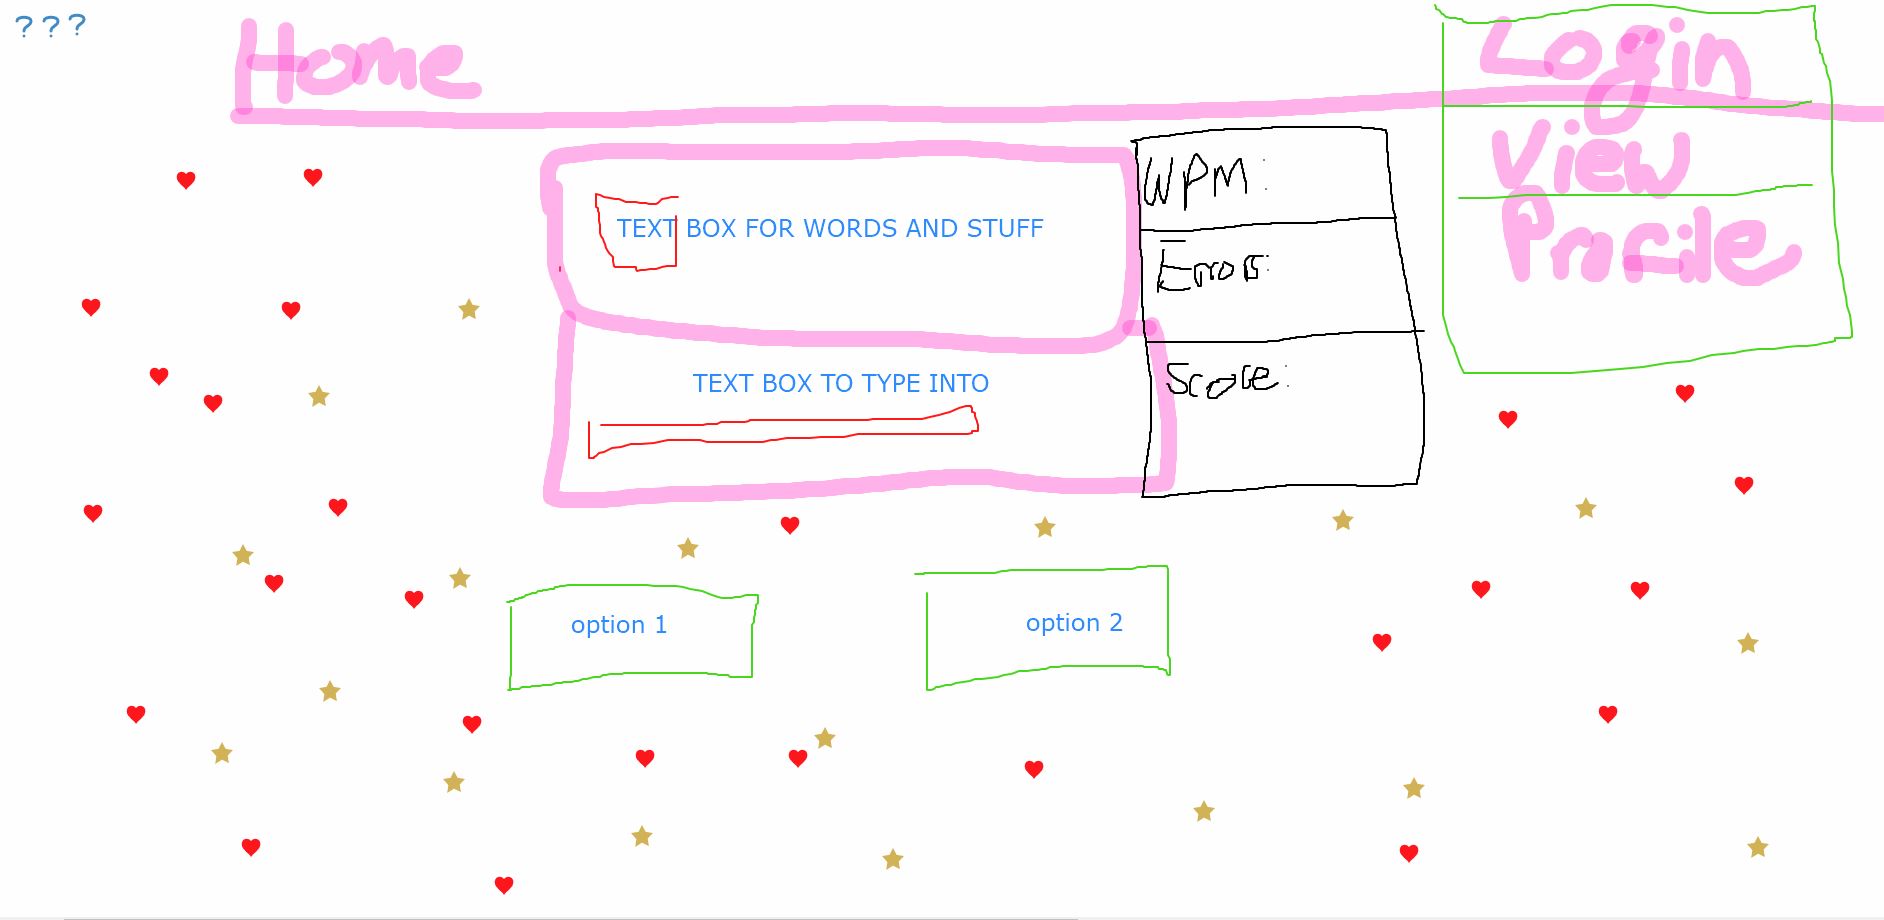 ???
Home
Login
View
Profile
WPM:
TEXT BOX FOR WORDS AND STUFF
Error:
TEXT BOX TO TYPE INTO
Score:
option 1
option 2